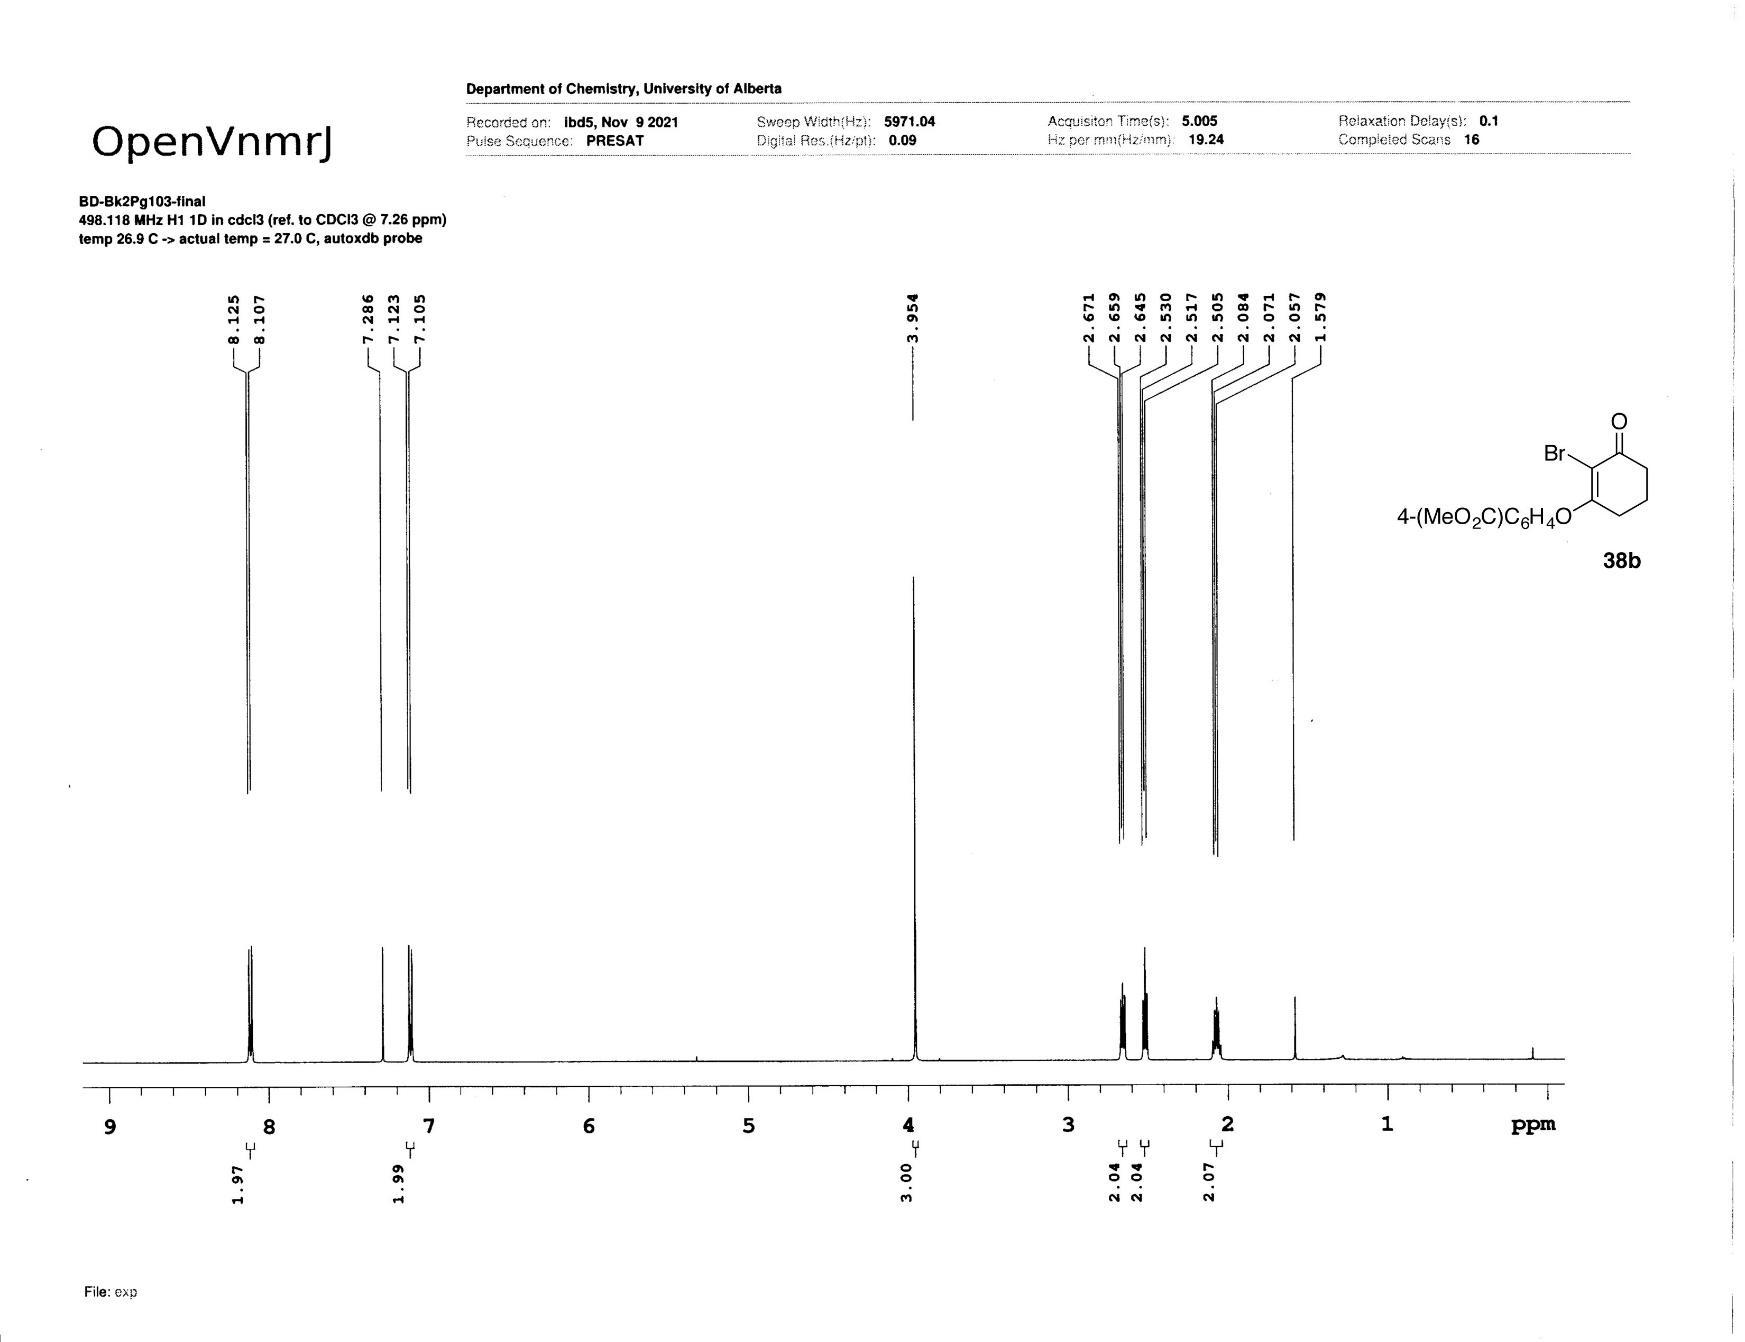 Department of Chemistry, University of Alberta
OpenVnmrJ
Recorded on: ibd5, Nov 9 2021 Sweep Width(Hz): 5971.04 Acquisiton Time(s): 5.005 Relaxation Delay(s): 0.1
Pulse Sequence: PRESAT Digital Res.(Hz/pt): 0.09 Hz per mm(Hz/mm): 19.24 Completed Scans 16
BD-Bk2Pg103-final
498.118 MHz H1 1D in cdcl3 (ref. to CDCl3 @ 7.26 ppm)
temp 26.9 C -> actual temp = 27.0 C, autoxdb probe
8.125
8.107
7.286
7.123
7.105
3.954
2.671
2.659
2.645
2.530
2.517
2.505
2.084
2.071
2.057
1.579
O
Br
4-(MeO2C)C6H4O
38b
9 8 7 6 5 4 3 2 1 ppm
1.97
1.99
3.00
2.04
2.04
2.07
File: exp